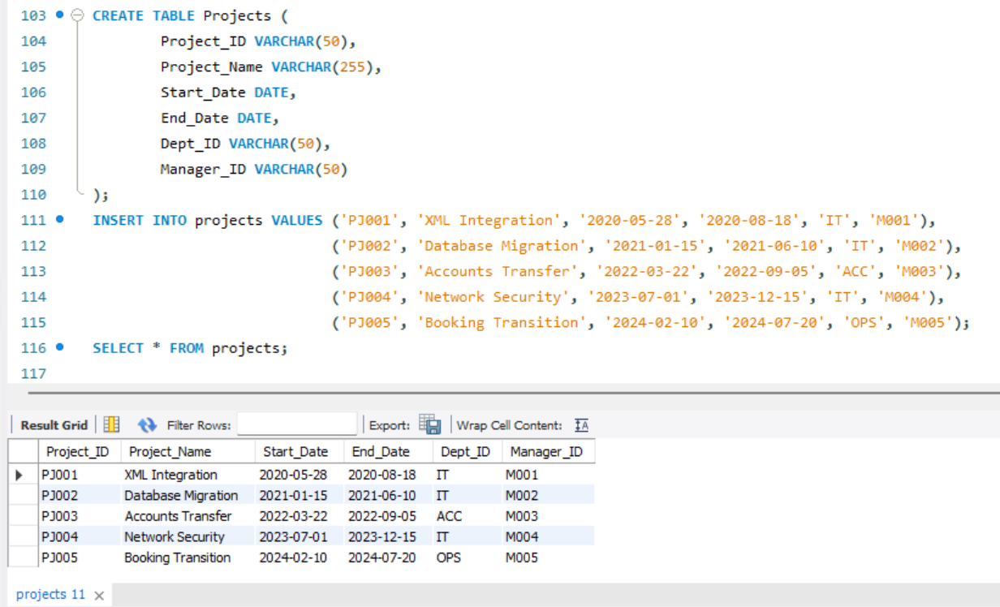 103 CREATE TABLE Projects (
104 Project_ID VARCHAR(50),
105 Project_Name VARCHAR(255),
106 Start_Date DATE,
107 End_Date DATE,
108 Dept_ID VARCHAR(50),
109 Manager_ID VARCHAR(50)
110 );
111 INSERT INTO projects VALUES ('PJ001', 'XML Integration', '2020-05-28', '2020-08-18', 'IT', 'M001'),
112 ('PJ002', 'Database Migration', '2021-01-15', '2021-06-10', 'IT', 'M002'),
113 ('PJ003', 'Accounts Transfer', '2022-03-22', '2022-09-05', 'ACC', 'M003'),
114 ('PJ004', 'Network Security', '2023-07-01', '2023-12-15', 'IT', 'M004'),
115 ('PJ005', 'Booking Transition', '2024-02-10', '2024-07-20', 'OPS', 'M005');
116 SELECT * FROM projects;
117
Result Grid Filter Rows: Export: Wrap Cell Content: IA
Project_ID Project_Name Start_Date End_Date Dept_ID Manager_ID
PJ001 XML Integration 2020-05-28 2020-08-18 IT M001
PJ002 Database Migration 2021-01-15 2021-06-10 IT M002
PJ003 Accounts Transfer 2022-03-22 2022-09-05 ACC M003
PJ004 Network Security 2023-07-01 2023-12-15 IT M004
PJ005 Booking Transition 2024-02-10 2024-07-20 OPS M005
projects 11